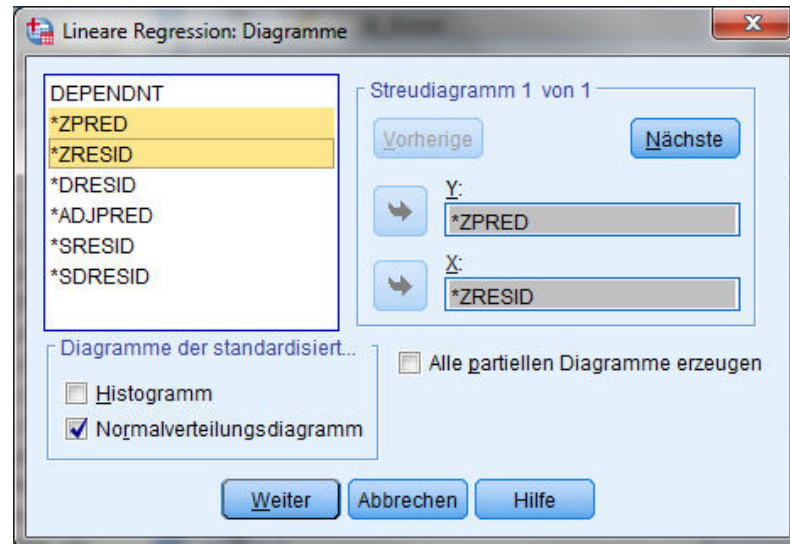 Lineare Regression: Diagramme
DEPENDNT
*ZPRED
*ZRESID
*DRESID
*ADJPRED
*SRESID
*SDRESID
Streudiagramm 1 von 1
Vorherige
Nächste
Y:
*ZPRED
X:
*ZRESID
Diagramme der standardisiert...
Histogramm
Normalverteilungsdiagramm
Alle partiellen Diagramme erzeugen
Weiter
Abbrechen
Hilfe